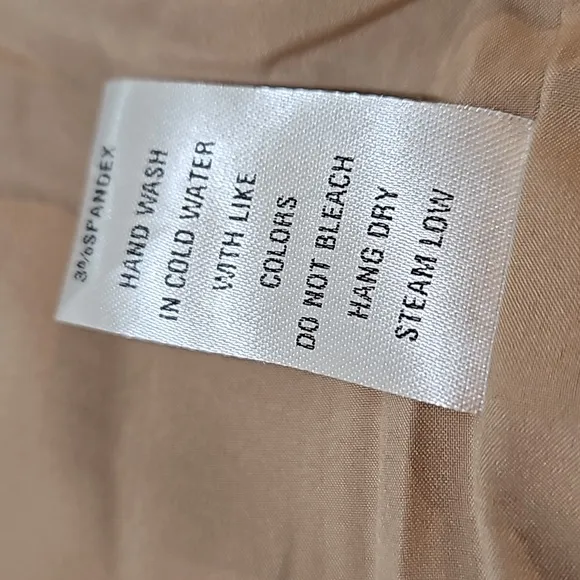 3%SPANDEX
HAND WASH
IN COLD WATER
WITH LIKE
COLORS
DO NOT BLEACH
HANG DRY
STEAM LOW